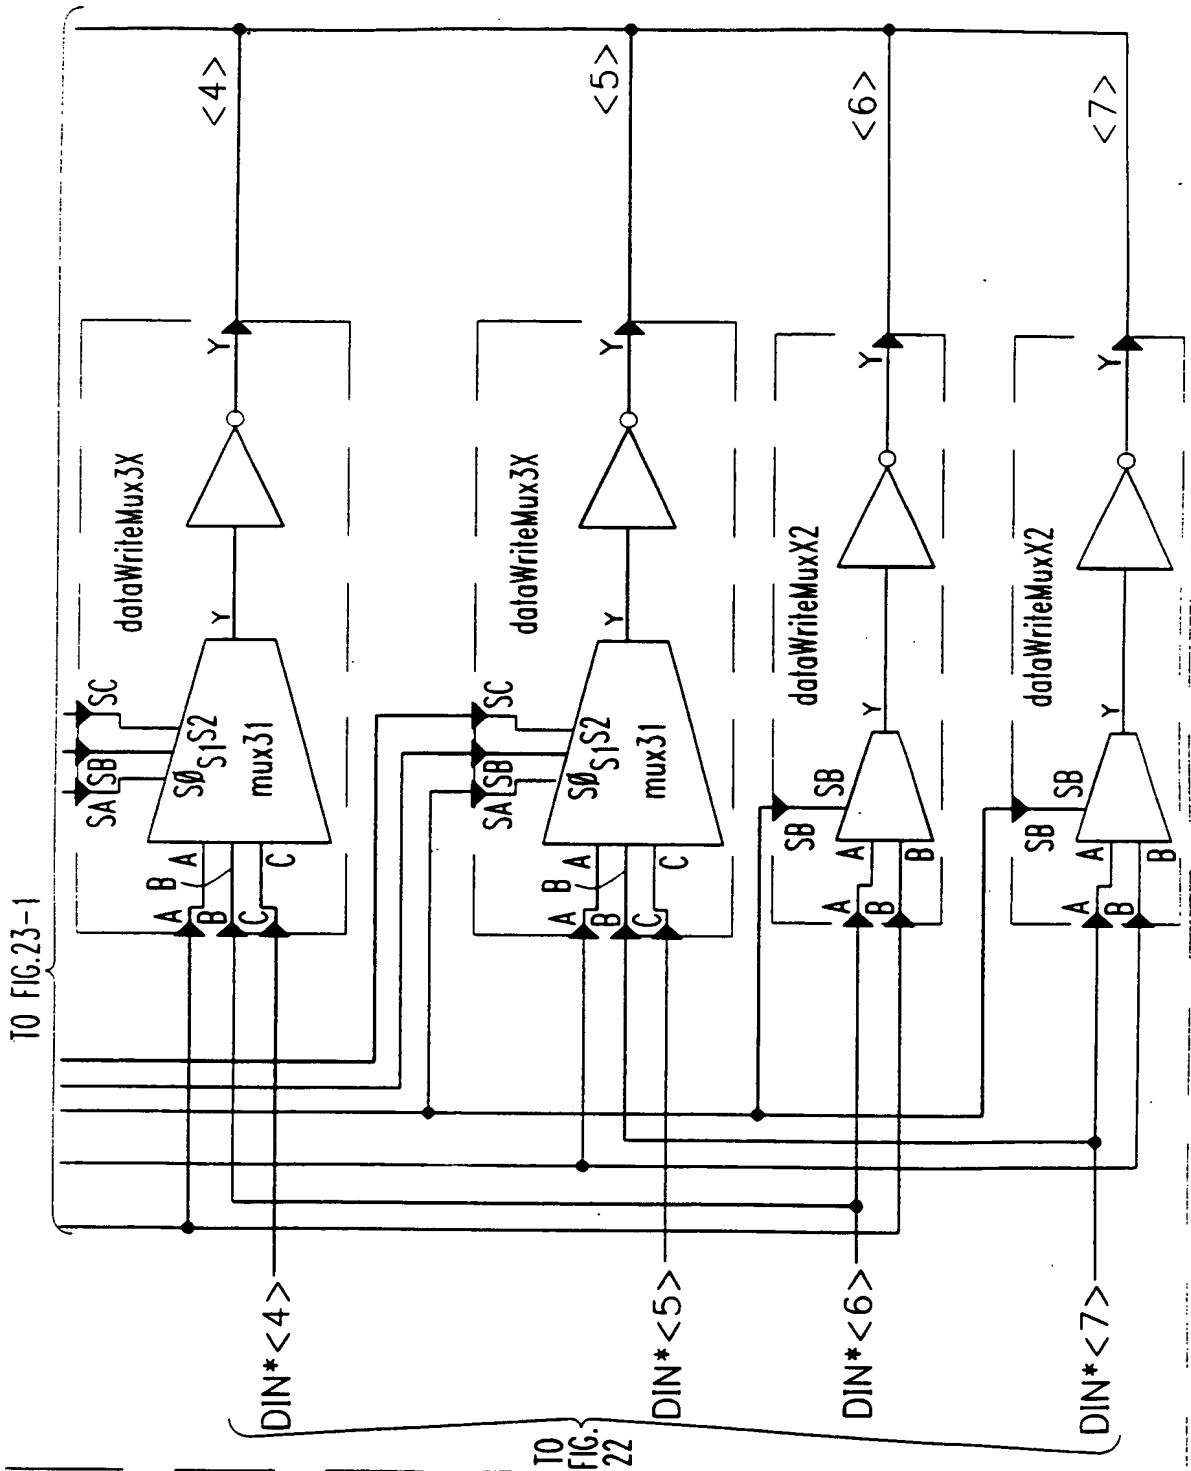 TO FIG.23-1
<4>
<5>
<6>
<7>
Y
Y
Y
Y
dataWriteMux3X
dataWriteMux3X
dataWriteMuxX2
dataWriteMuxX2
Y
Y
Y
Y
SA
SB
SC
SØ
S1
S2
mux31
SA
SB
SC
SØ
S1
S2
mux31
SB
SB
SB
SB
A
B
C
A
B
C
A
B
C
A
B
C
A
B
A
B
A
B
A
B
DIN*<4>
DIN*<5>
DIN*<6>
DIN*<7>
TO
FIG.
22